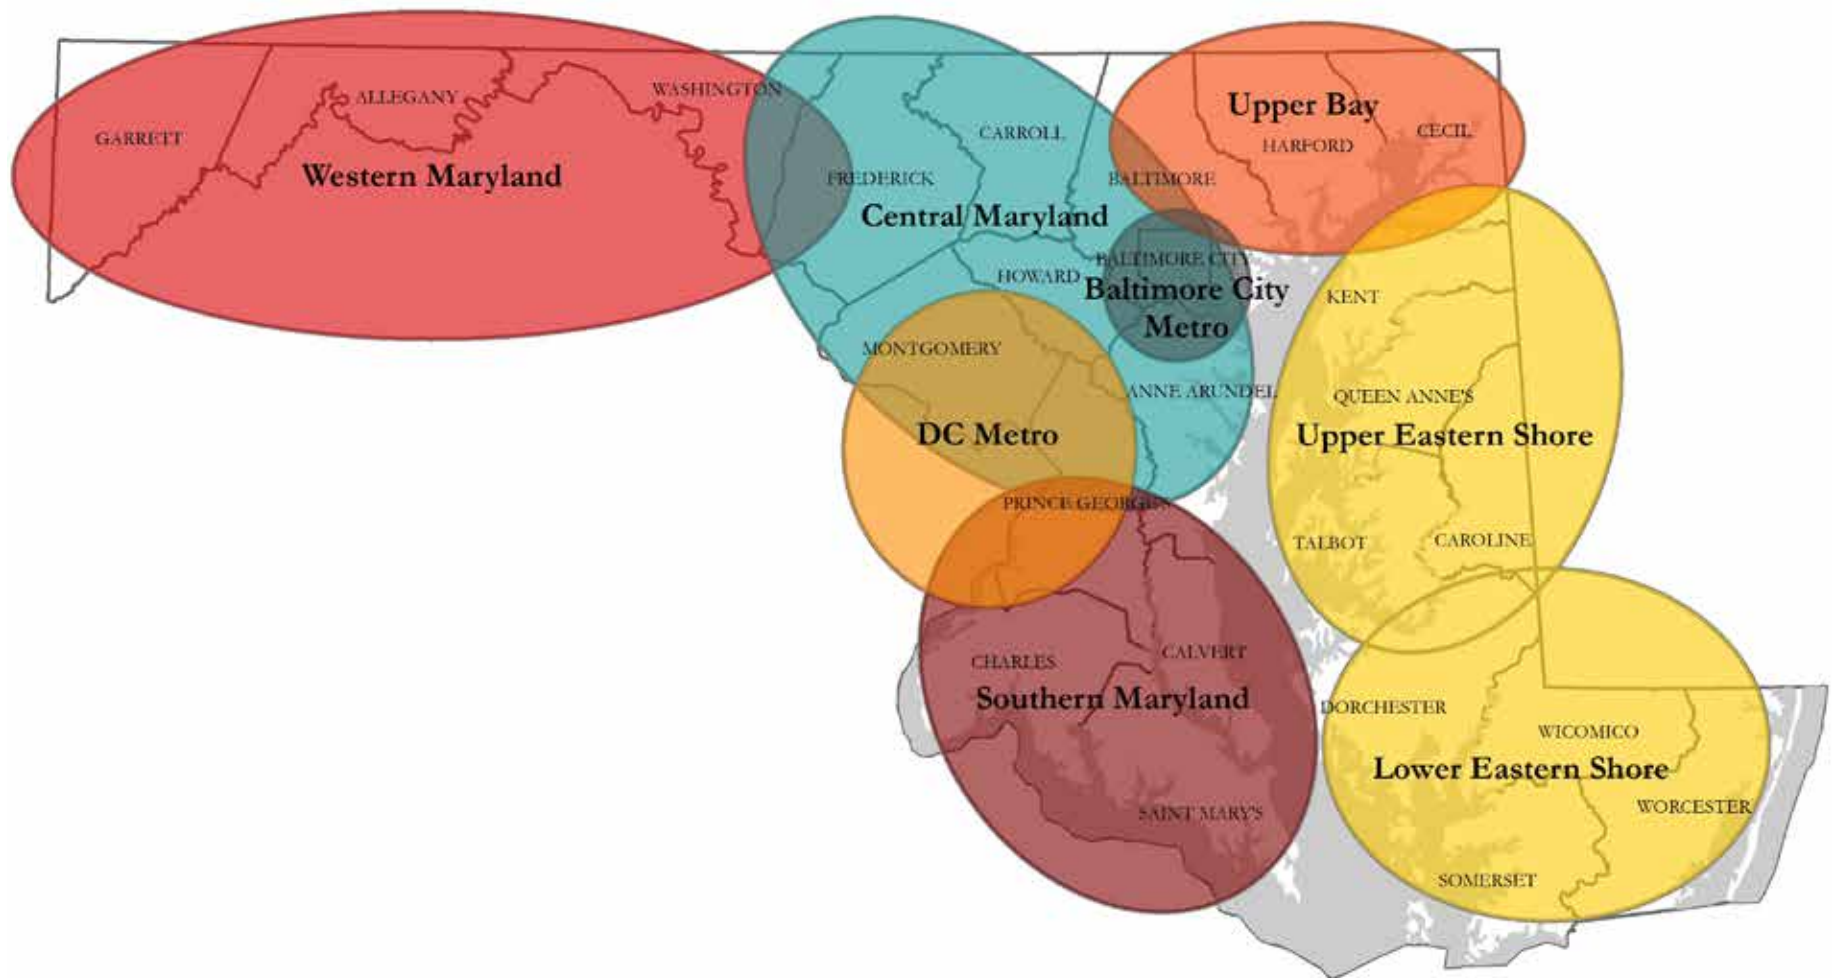 ALLEGANY
WASHINGTON
GARRETT
Western Maryland
CARROLL
FREDERICK
BALTIMORE
Central Maryland
Upper Bay
CECIL
HARFORD
BALTIMORE CITY
HOWARD
Baltimore City
Metro
KENT
MONTGOMERY
ANNE ARUNDEL
QUEEN ANNE'S
DC Metro
Upper Eastern Shore
PRINCE GEORGES
TALBOT
CAROLINE
CHARLES
CALVERT
Southern Maryland
DORCHESTER
WICOMICO
Lower Eastern Shore
WORCESTER
SAINT MARY'S
SOMERSET